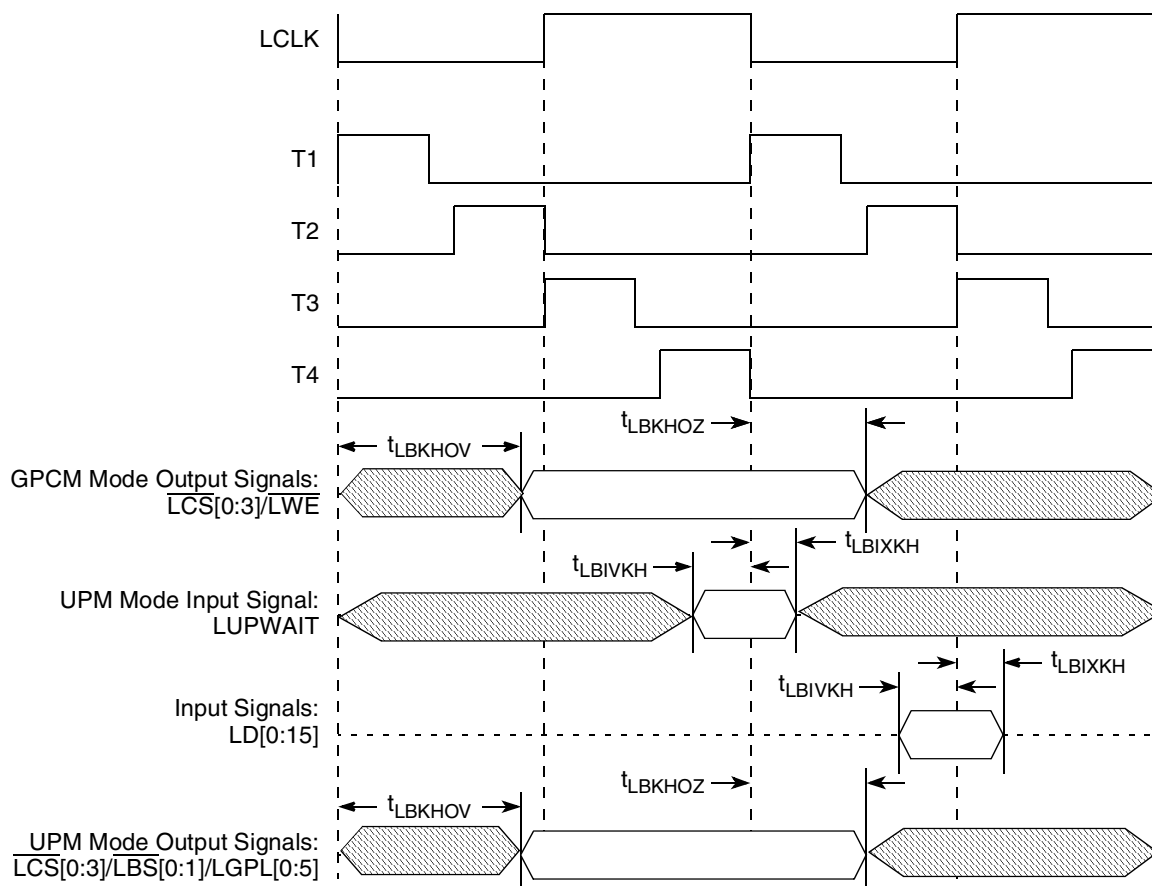 LCLK
T1
T2
T3
T4
tLBKHOZ
tLBKHOV
GPCM Mode Output Signals:
LCS[0:3]/LWE
tLBIXKH
tLBIVKH
UPM Mode Input Signal:
LUPWAIT
tLBIXKH
tLBIVKH
Input Signals:
LD[0:15]
tLBKHOZ
tLBKHOV
UPM Mode Output Signals:
LCS[0:3]/LBS[0:1]/LGPL[0:5]